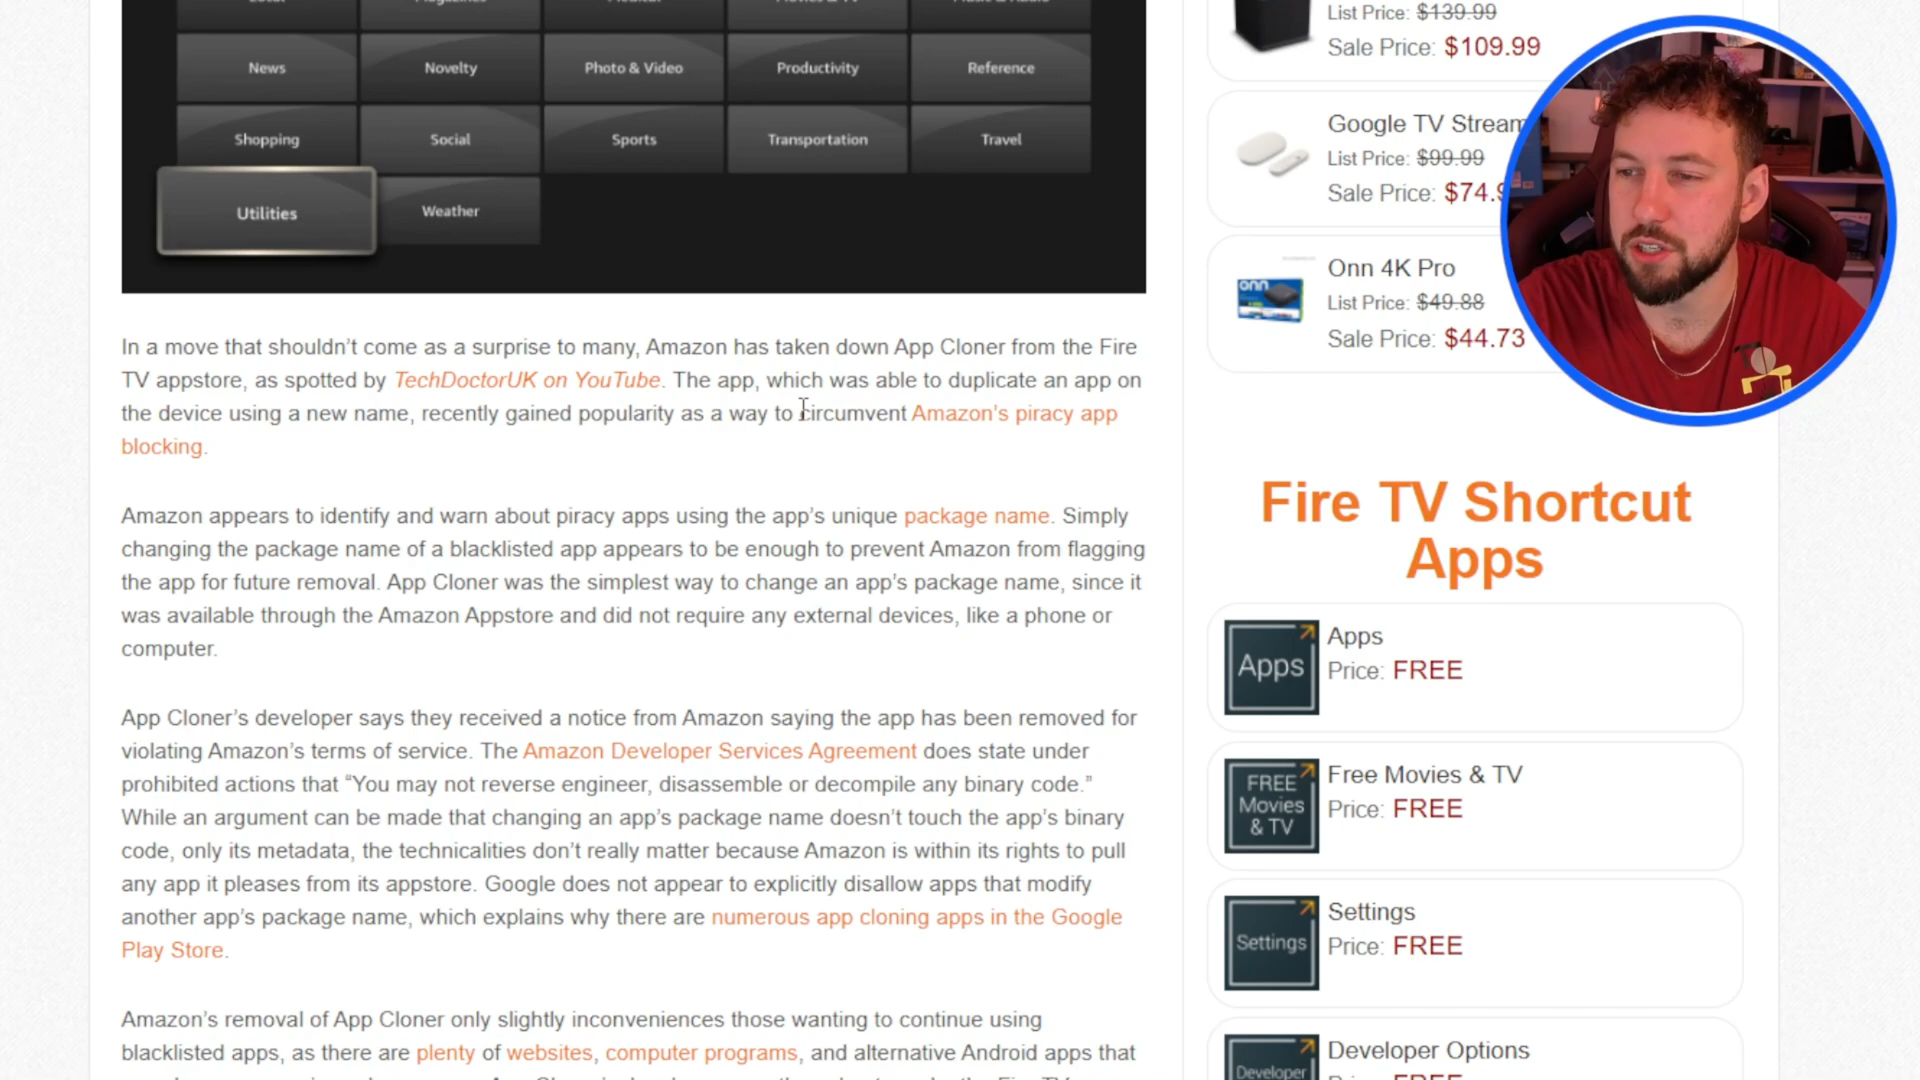 News
Novelty
Photo & Video
Productivity
Reference
Shopping
Social
Sports
Transportation
Travel
Utilities
Weather
In a move that shouldn't come as a surprise to many, Amazon has taken down App Cloner from the Fire
TV appstore, as spotted by TechDoctorUK on YouTube. The app, which was able to duplicate an app on
the device using a new name, recently gained popularity as a way to circumvent Amazon's piracy app
blocking.
Amazon appears to identify and warn about piracy apps using the app's unique package name. Simply
changing the package name of a blacklisted app appears to be enough to prevent Amazon from flagging
the app for future removal. App Cloner was the simplest way to change an app's package name, since it
was available through the Amazon Appstore and did not require any external devices, like a phone or
computer.
App Cloner's developer says they received a notice from Amazon saying the app has been removed for
violating Amazon's terms of service. The Amazon Developer Services Agreement does state under
prohibited actions that “You may not reverse engineer, disassemble or decompile any binary code.”
While an argument can be made that changing an app's package name doesn't touch the app's binary
code, only its metadata, the technicalities don't really matter because Amazon is within its rights to pull
any app it pleases from its appstore. Google does not appear to explicitly disallow apps that modify
another app's package name, which explains why there are numerous app cloning apps in the Google
Play Store.
Amazon's removal of App Cloner only slightly inconveniences those wanting to continue using
blacklisted apps, as there are plenty of websites, computer programs, and alternative Android apps that
List Price: $139.99
Sale Price: $109.99
Google TV Stream
List Price: $99.99
Sale Price: $74.9
Onn 4K Pro
List Price: $49.88
Sale Price: $44.73
onn
Fire TV Shortcut
Apps
Apps
Apps
Price: FREE
FREE
Movies
& TV
Free Movies & TV
Price: FREE
Settings
Settings
Price: FREE
Developer
Developer Options